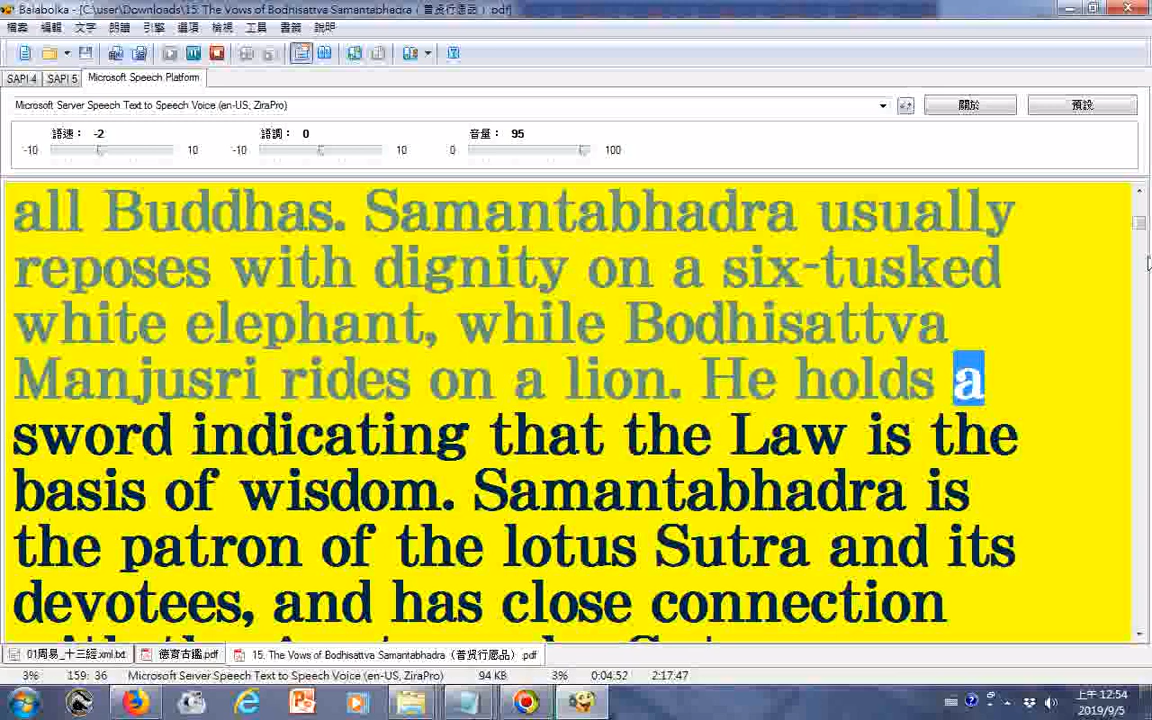 Balabolka - [C:\user\Downloads\15. The Vows of Bodhisattva Samantabhadra (普賢行愿品).pdf]
檔案 編輯 文字 朗讀 引擎 選項 檢視 工具 書籤 說明
SAPI 4 SAPI 5 Microsoft Speech Platform
Microsoft Server Speech Text to Speech Voice (en-US, ZiraPro) 關於 預設
語速: -2 語調: 0 音量: 95
-10 10 -10 10 0 100
all Buddhas. Samantabhadra usually
reposes with dignity on a six-tusked
white elephant, while Bodhisattva
Manjusri rides on a lion. He holds a
sword indicating that the Law is the
basis of wisdom. Samantabhadra is
the patron of the lotus Sutra and its
devotees, and has close connection
01周易_十三經.xml.txt 德育古鑑.pdf 15. The Vows of Bodhisattva Samantabhadra (普賢行愿品).pdf
3% 159: 36 Microsoft Server Speech Text to Speech Voice (en-US, ZiraPro) 94 KB 3% 0:04:52 2:17:47
上午 12:54
2019/9/5